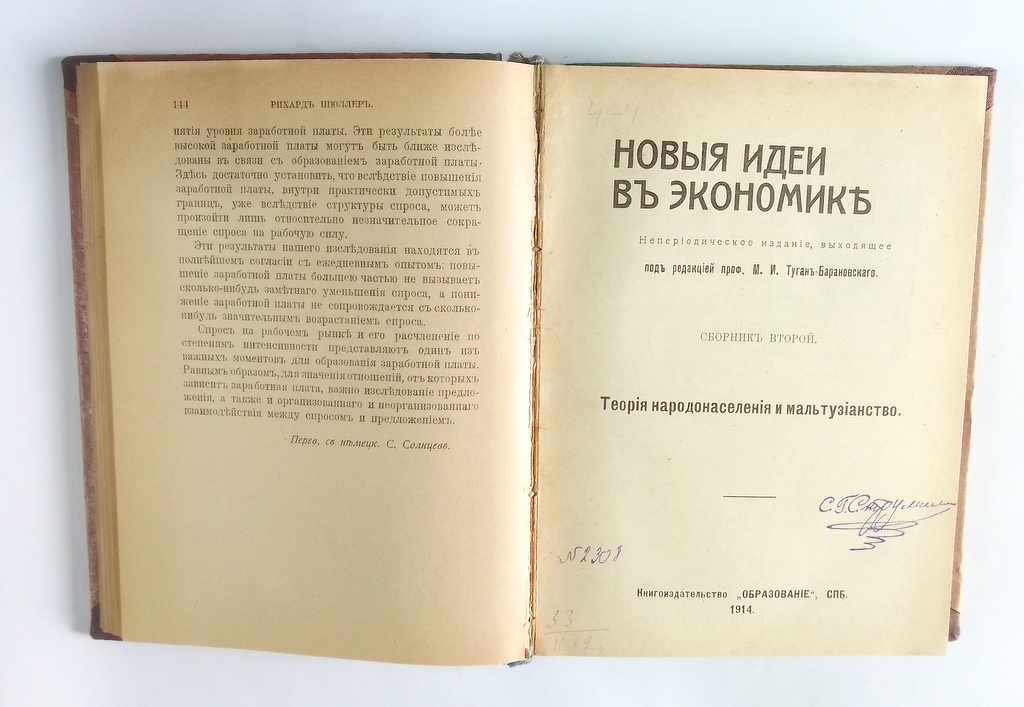 144
РИХАРДЪ ШЮЛЛЕРЪ.
нятія уровня заработной платы. Эти результаты болѣе
высокой заработной платы могутъ быть ближе изслѣ-
дованы въ связи съ образованіемъ заработной платы.
Здѣсь достаточно установить, что вслѣдствіе повышенія
заработной платы, внутри практически допустимыхъ
границъ, уже вслѣдствіе структуры спроса, можетъ
произойти лишь относительно незначительное сокра-
щеніе спроса на рабочую силу.
Эти результаты нашего изслѣдованія находятся въ
полнѣйшемъ согласіи съ ежедневнымъ опытомъ: повы-
шеніе заработной платы большею частью не вызываетъ
сколько-нибудь замѣтнаго уменьшенія спроса, а пони-
женіе заработной платы не сопровождается съ сколько-
нибудь значительнымъ возрастаніемъ спроса.
Спросъ на рабочемъ рынкѣ и его расчлененіе по
степенямъ интенсивности представляютъ одинъ изъ
важныхъ моментовъ для образованія заработной платы.
Равнымъ образомъ, для значенія отношеній, отъ которыхъ
зависитъ заработная плата, важно изслѣдованіе предло-
женія, а также и организованнаго и неорганизованнаго
взаимодѣйствія между спросомъ и предложеніемъ.
Перев. съ нѣмецк. С. Солнцевъ.
4-4
НОВЫЯ ИДЕИ
ВЪ ЭКОНОМИКѢ
Неперіодическое изданіе, выходящее
подъ редакціей проф. М. И. Туганъ-Барановскаго.
СБОРНИКЪ ВТОРОЙ.
Теорія народонаселенія и мальтузіанство.
С.Г.Струмилин
№2308
Книгоиздательство „ОБРАЗОВАНІЕ“, СПБ.
1914.
33